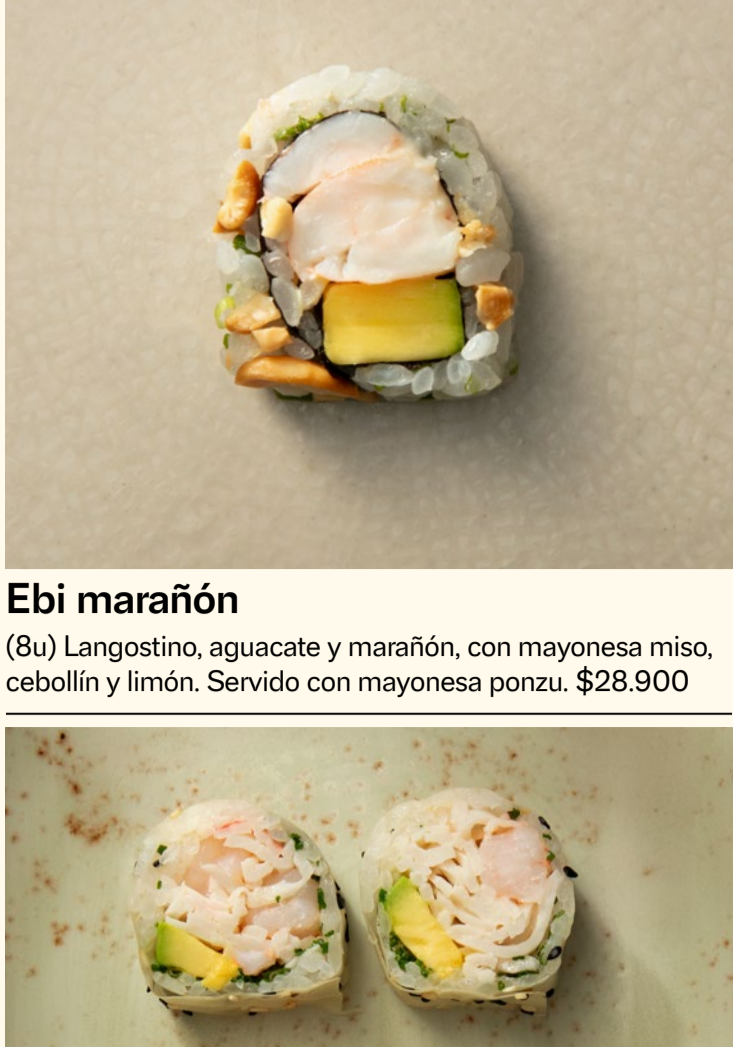 Ebi marañón
(8u) Langostino, aguacate y marañón, con mayonesa miso,
cebollín y limón. Servido con mayonesa ponzu. $28.900